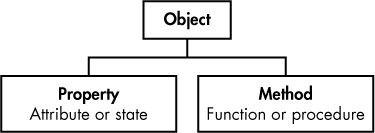 Object
Property
Attribute or state
Method
Function or procedure